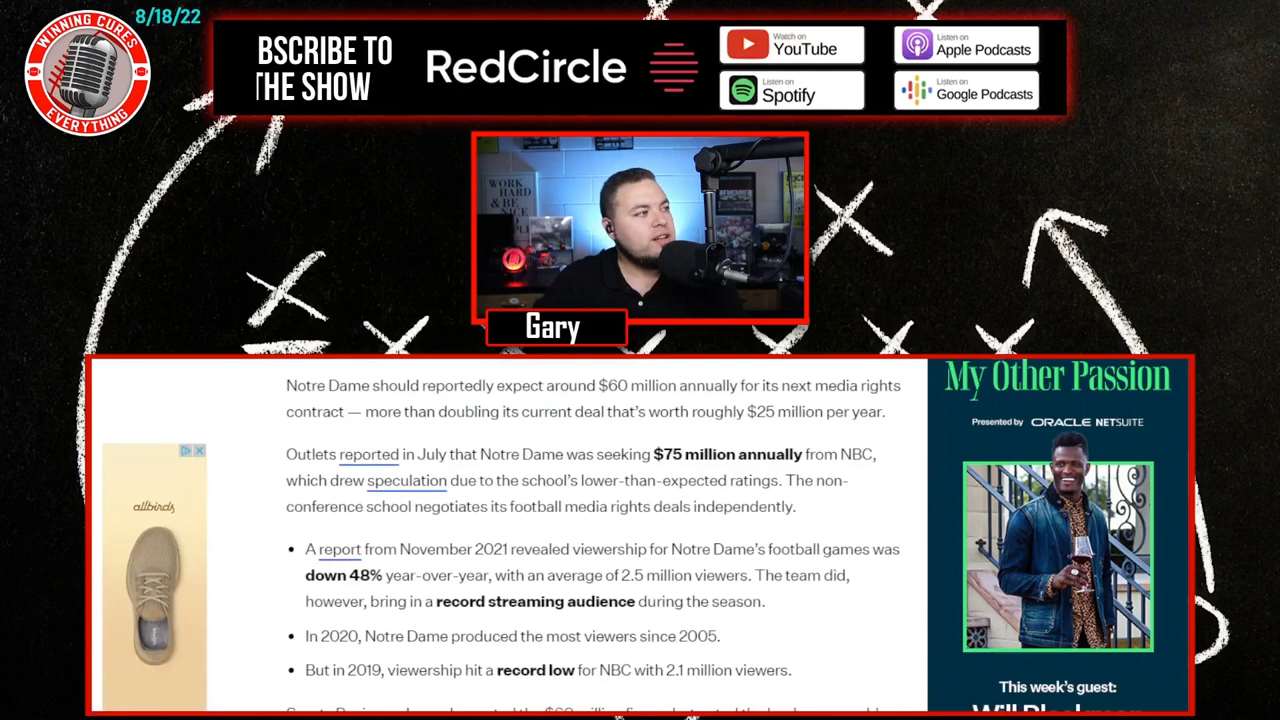 8/18/22
WINNING CURES
EVERYTHING
BSCRIBE TO
THE SHOW
RedCircle
Watch on
YouTube
Listen on
Spotify
Listen on
Apple Podcasts
Listen on
Google Podcasts
WORK
HARD
& BE
NICE
Gary
Notre Dame should reportedly expect around $60 million annually for its next media rights
contract — more than doubling its current deal that's worth roughly $25 million per year.
Outlets reported in July that Notre Dame was seeking $75 million annually from NBC,
which drew speculation due to the school's lower-than-expected ratings. The non-
conference school negotiates its football media rights deals independently.
• A report from November 2021 revealed viewership for Notre Dame's football games was
down 48% year-over-year, with an average of 2.5 million viewers. The team did,
however, bring in a record streaming audience during the season.
• In 2020, Notre Dame produced the most viewers since 2005.
• But in 2019, viewership hit a record low for NBC with 2.1 million viewers.
allbirds
My Other Passion
Presented by ORACLE NETSUITE
This week's guest:
Will